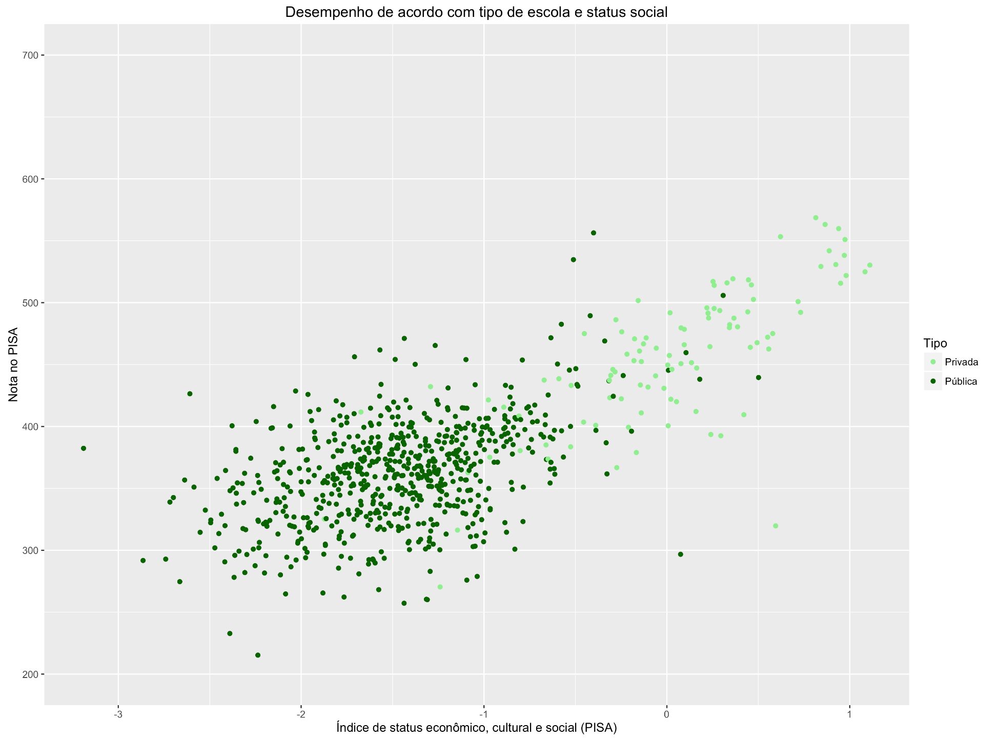 Desempenho de acordo com tipo de escola e status social
700
600
500
400
300
200
Nota no PISA
-3
-2
-1
0
1
Índice de status econômico, cultural e social (PISA)
Tipo
Privada
Pública